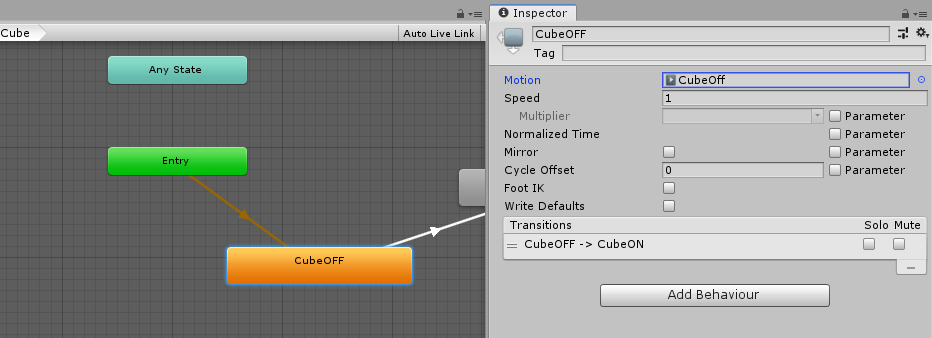 Cube
Auto Live Link
Any State
Entry
CubeOFF
Inspector
CubeOFF
Tag
Motion CubeOff
Speed 1
Multiplier Parameter
Normalized Time Parameter
Mirror Parameter
Cycle Offset 0 Parameter
Foot IK
Write Defaults
Transitions Solo Mute
CubeOFF -> CubeON
Add Behaviour